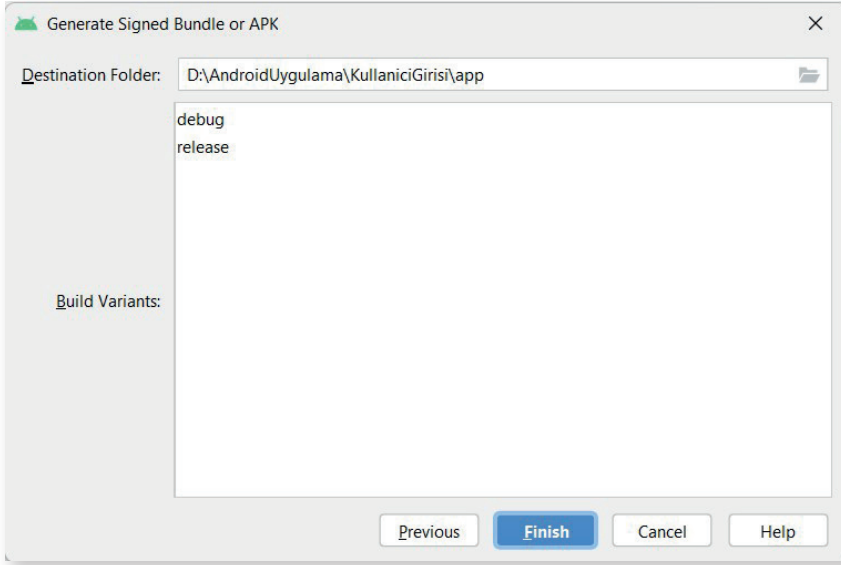 Generate Signed Bundle or APK
Destination Folder: D:\AndroidUygulama\KullaniciGirisi\app
debug
release
Build Variants:
Previous Finish Cancel Help